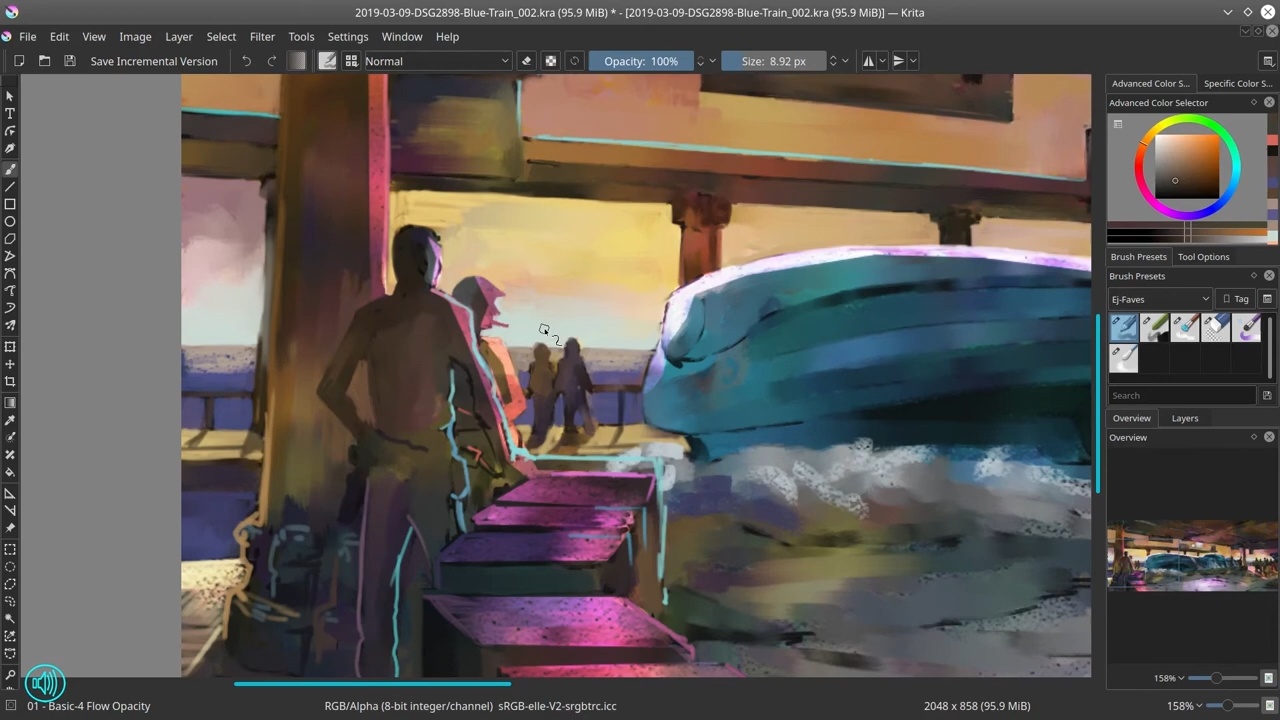 2019-03-09-DSG2898-Blue-Train_002.kra (95.9 MiB) * - [2019-03-09-DSG2898-Blue-Train_002.kra (95.9 MiB)] — Krita
File Edit View Image Layer Select Filter Tools Settings Window Help
Save Incremental Version Normal Opacity: 100% Size: 8.92 px
Advanced Color S... Specific Color S...
Advanced Color Selector
Brush Presets Tool Options
Brush Presets
Ej-Faves Tag
Search
Overview Layers
Overview
158%
01 - Basic-4 Flow Opacity RGB/Alpha (8-bit integer/channel) sRGB-elle-V2-srgbtrc.icc 2048 x 858 (95.9 MiB) 158%